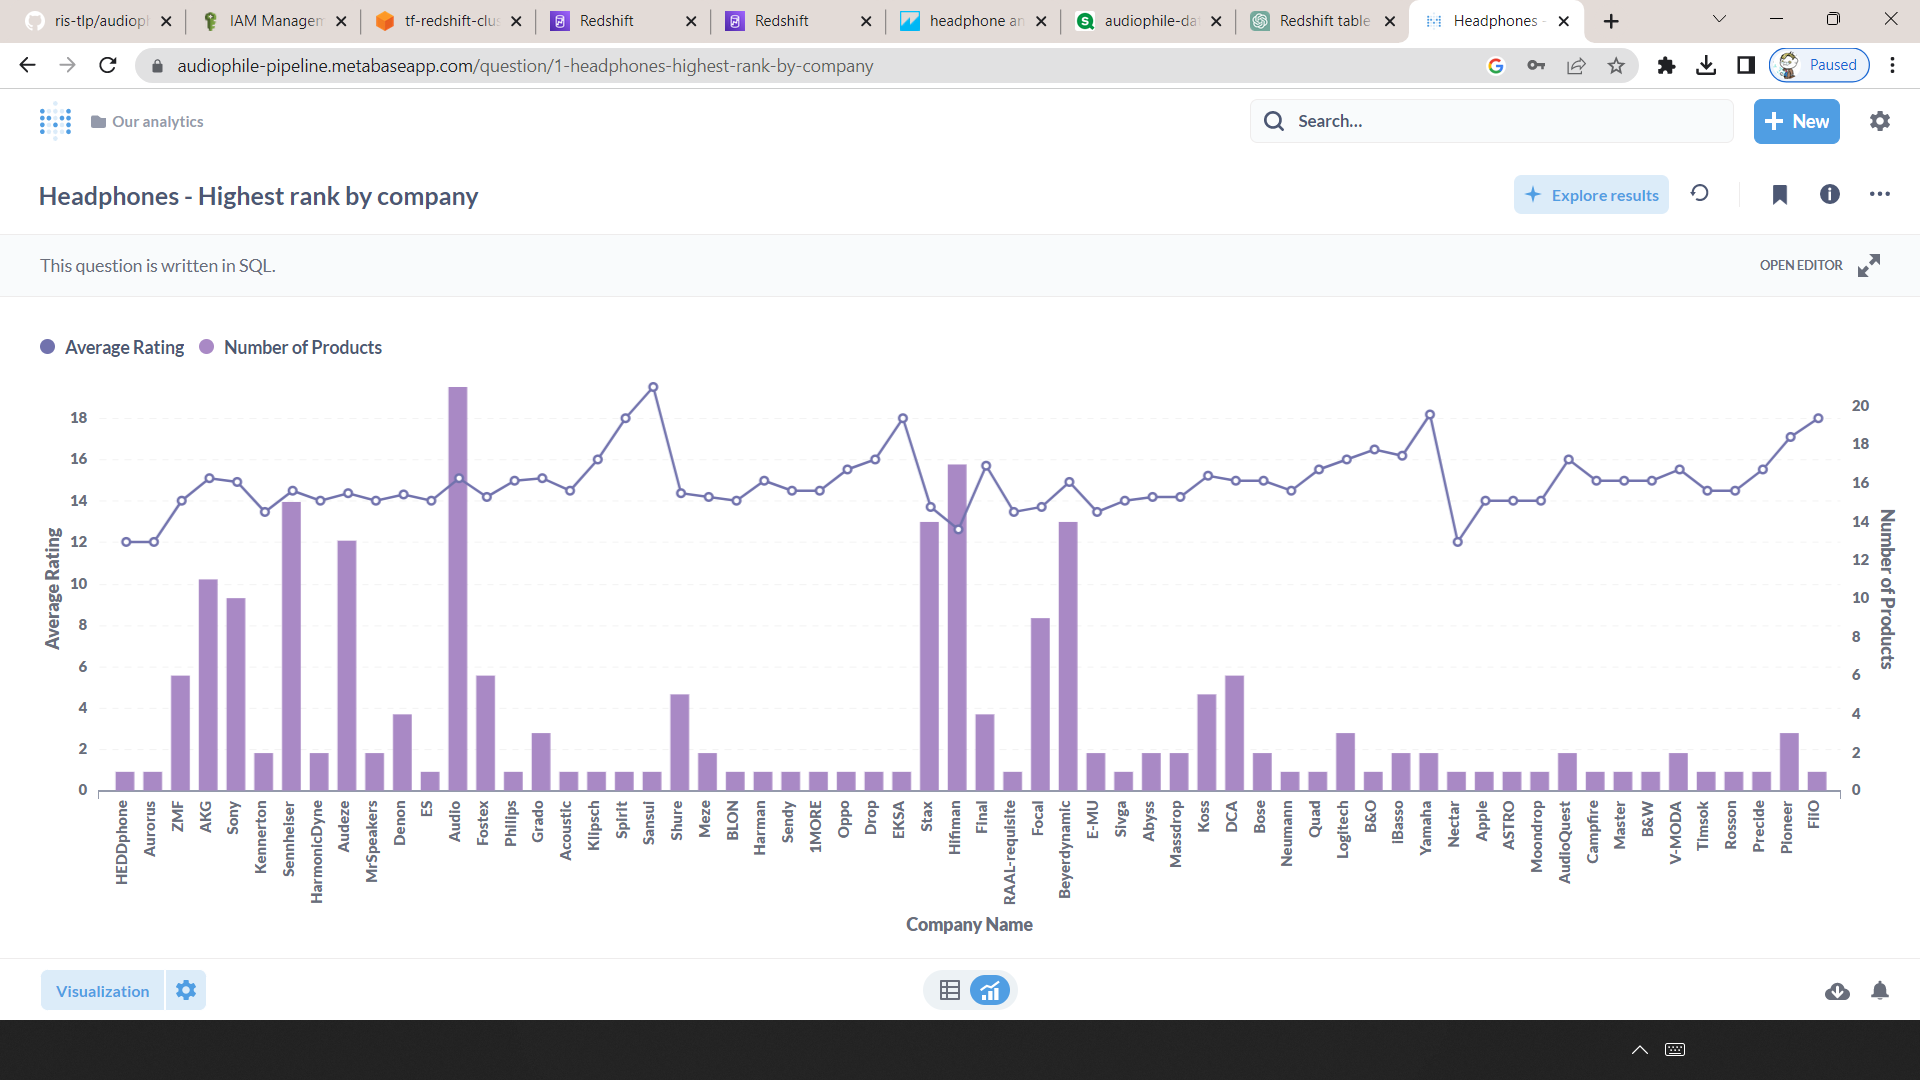 ris-tlp/audioph
IAM Managem
tf-redshift-clus
Redshift
Redshift
headphone an
audiophile-dat
Redshift table
Headphones -
audiophile-pipeline.metabaseapp.com/question/1-headphones-highest-rank-by-company
Paused
Our analytics
Search...
New
Headphones - Highest rank by company
Explore results
This question is written in SQL.
OPEN EDITOR
Average Rating
Number of Products
18
16
14
12
10
8
6
4
2
0
Average Rating
20
18
16
14
12
10
8
6
4
2
0
Number of Products
HEDDphone
Aurorus
ZMF
AKG
Sony
Kennerton
Sennheiser
HarmonicDyne
Audeze
MrSpeakers
Denon
ES
Audio
Fostex
Philips
Grado
Acoustic
Klipsch
Spirit
Sansui
Shure
Meze
BLON
Harman
Sendy
1MORE
Oppo
Drop
EKSA
Stax
Hifiman
Final
RAAL-requisite
Focal
Beyerdynamic
E-MU
Sivga
Abyss
Massdrop
Koss
DCA
Bose
Neumann
Quad
Logitech
B&O
iBasso
Yamaha
Nectar
Apple
ASTRO
Moondrop
AudioQuest
Campfire
Master
B&W
V-MODA
Timsok
Rosson
Precide
Pioneer
FiiO
Company Name
Visualization